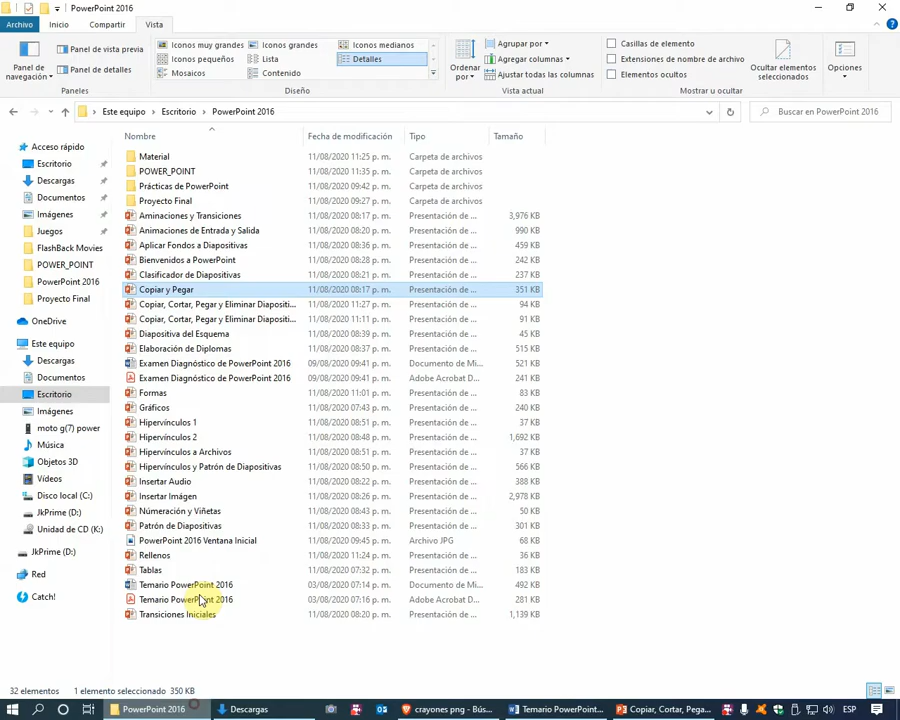 PowerPoint 2016
Archivo Inicio Compartir Vista
Panel de navegación
Panel de vista previa
Panel de detalles
Paneles
Iconos muy grandes Iconos grandes Iconos medianos
Iconos pequeños Lista Detalles
Mosaicos Contenido
Diseño
Ordenar por
Agrupar por
Agregar columnas
Ajustar todas las columnas
Vista actual
Casillas de elemento
Extensiones de nombre de archivo
Elementos ocultos
Ocultar elementos seleccionados
Mostrar u ocultar
Opciones
Este equipo > Escritorio > PowerPoint 2016
Buscar en PowerPoint 2016
Acceso rápido
Escritorio
Descargas
Documentos
Imágenes
Juegos
FlashBack Movies
POWER_POINT
PowerPoint 2016
Proyecto Final
OneDrive
Este equipo
Descargas
Documentos
Escritorio
Imágenes
moto g(7) power
Música
Objetos 3D
Vídeos
Disco local (C:)
JkPrime (D:)
Unidad de CD (K:)
JkPrime (D:)
Red
Catch!
Nombre Fecha de modificación Tipo Tamaño
Material 11/08/2020 11:25 p. m. Carpeta de archivos
POWER_POINT 11/08/2020 11:35 p. m. Carpeta de archivos
Prácticas de PowerPoint 11/08/2020 09:42 p. m. Carpeta de archivos
Proyecto Final 11/08/2020 09:27 p. m. Carpeta de archivos
Aminaciones y Transiciones 11/08/2020 08:17 p. m. Presentación de ... 3,976 KB
Animaciones de Entrada y Salida 11/08/2020 08:20 p. m. Presentación de ... 990 KB
Aplicar Fondos a Diapositivas 11/08/2020 08:36 p. m. Presentación de ... 459 KB
Bienvenidos a PowerPoint 11/08/2020 08:28 p. m. Presentación de ... 242 KB
Clasificador de Diapositivas 11/08/2020 08:21 p. m. Presentación de ... 237 KB
Copiar y Pegar 11/08/2020 08:17 p. m. Presentación de ... 351 KB
Copiar, Cortar, Pegar y Eliminar Diapositi... 11/08/2020 11:27 p. m. Presentación de ... 94 KB
Copiar, Cortar, Pegar y Eliminar Diapositi... 11/08/2020 11:11 p. m. Presentación de ... 91 KB
Diapositiva del Esquema 11/08/2020 08:39 p. m. Presentación de ... 45 KB
Elaboración de Diplomas 11/08/2020 08:37 p. m. Presentación de ... 515 KB
Examen Diagnóstico de PowerPoint 2016 09/08/2020 09:41 p. m. Documento de Mi... 521 KB
Examen Diagnóstico de PowerPoint 2016 09/08/2020 09:41 p. m. Adobe Acrobat D... 241 KB
Formas 11/08/2020 11:01 p. m. Presentación de ... 83 KB
Gráficos 11/08/2020 07:43 p. m. Presentación de ... 240 KB
Hipervínculos 1 11/08/2020 08:51 p. m. Presentación de ... 37 KB
Hipervínculos 2 11/08/2020 08:48 p. m. Presentación de ... 1,692 KB
Hipervínculos a Archivos 11/08/2020 08:51 p. m. Presentación de ... 37 KB
Hipervínculos y Patrón de Diapositivas 11/08/2020 08:50 p. m. Presentación de ... 566 KB
Insertar Audio 11/08/2020 08:22 p. m. Presentación de ... 388 KB
Insertar Imágen 11/08/2020 08:27 p. m. Presentación de ... 2,978 KB
Númeración y Viñetas 11/08/2020 08:43 p. m. Presentación de ... 50 KB
Patrón de Diapositivas 11/08/2020 08:33 p. m. Presentación de ... 301 KB
PowerPoint 2016 Ventana Inicial 11/08/2020 09:45 p. m. Archivo JPG 68 KB
Rellenos 11/08/2020 11:24 p. m. Presentación de ... 36 KB
Tablas 11/08/2020 07:32 p. m. Presentación de ... 183 KB
Temario PowerPoint 2016 03/08/2020 07:14 p. m. Documento de Mi... 492 KB
Temario PowerPoint 2016 03/08/2020 07:16 p. m. Adobe Acrobat D... 281 KB
Transiciones Iniciales 11/08/2020 08:20 p. m. Presentación de ... 1,139 KB
32 elementos 1 elemento seleccionado 350 KB
PowerPoint 2016 Descargas crayones png - Bús... Temario PowerPoint... Copiar, Cortar, Pega... ESP